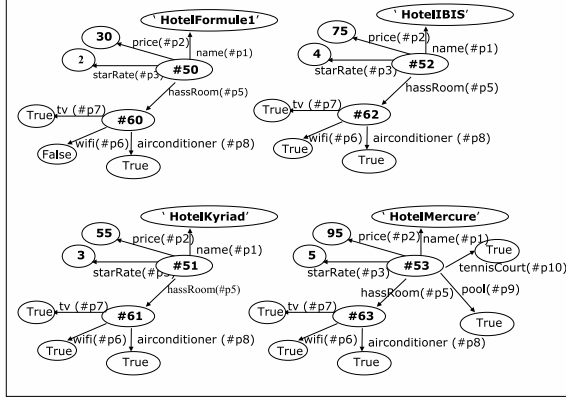 ‘ HotelFormule1’
30
price(#p2)
name(#p1)
2
starRate(#p3)
#50
hassRoom(#p5)
True
tv (#p7)
#60
wifi(#p6)
airconditioner (#p8)
False
True
‘ HotelIBIS’
75
price(#p2)
name(#p1)
4
starRate(#p3)
#52
hassRoom(#p5)
True
tv (#p7)
#62
wifi(#p6)
airconditioner (#p8)
True
True
‘ HotelKyriad’
55
price(#p2)
name(#p1)
3
starRate(#p3)
#51
hassRoom(#p5)
True
tv (#p7)
#61
wifi(#p6)
airconditioner (#p8)
True
True
‘ HotelMercure’
95
price(#p2)
name(#p1)
True
5
starRate(#p3)
#53
tennisCourt(#p10)
hassRoom(#p5)
pool(#p9)
True
tv (#p7)
#63
True
wifi(#p6)
airconditioner (#p8)
True
True